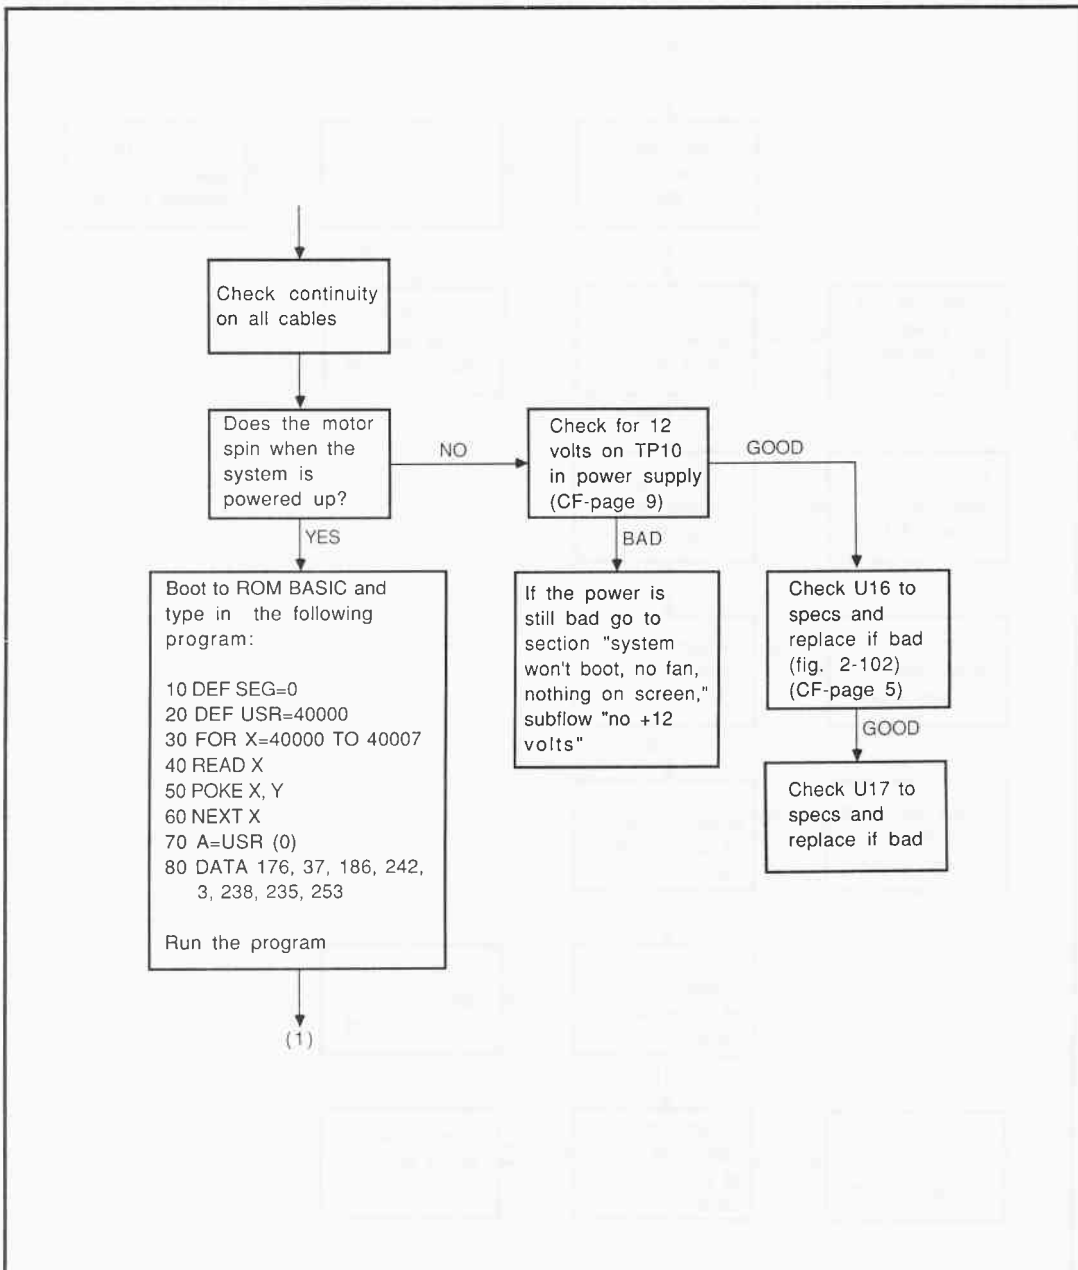 Check continuity
on all cables
Does the motor
spin when the
system is
powered up?
NO
Check for 12
volts on TP10
in power supply
(CF-page 9)
GOOD
YES
BAD
Boot to ROM BASIC and
type in the following
program:
10 DEF SEG=0
20 DEF USR=40000
30 FOR X=40000 TO 40007
40 READ X
50 POKE X, Y
60 NEXT X
70 A=USR (0)
80 DATA 176, 37, 186, 242,
3, 238, 235, 253
Run the program
If the power is
still bad go to
section "system
won't boot, no fan,
nothing on screen,"
subflow "no +12
volts"
Check U16 to
specs and
replace if bad
(fig. 2-102)
(CF-page 5)
GOOD
Check U17 to
specs and
replace if bad
(1)